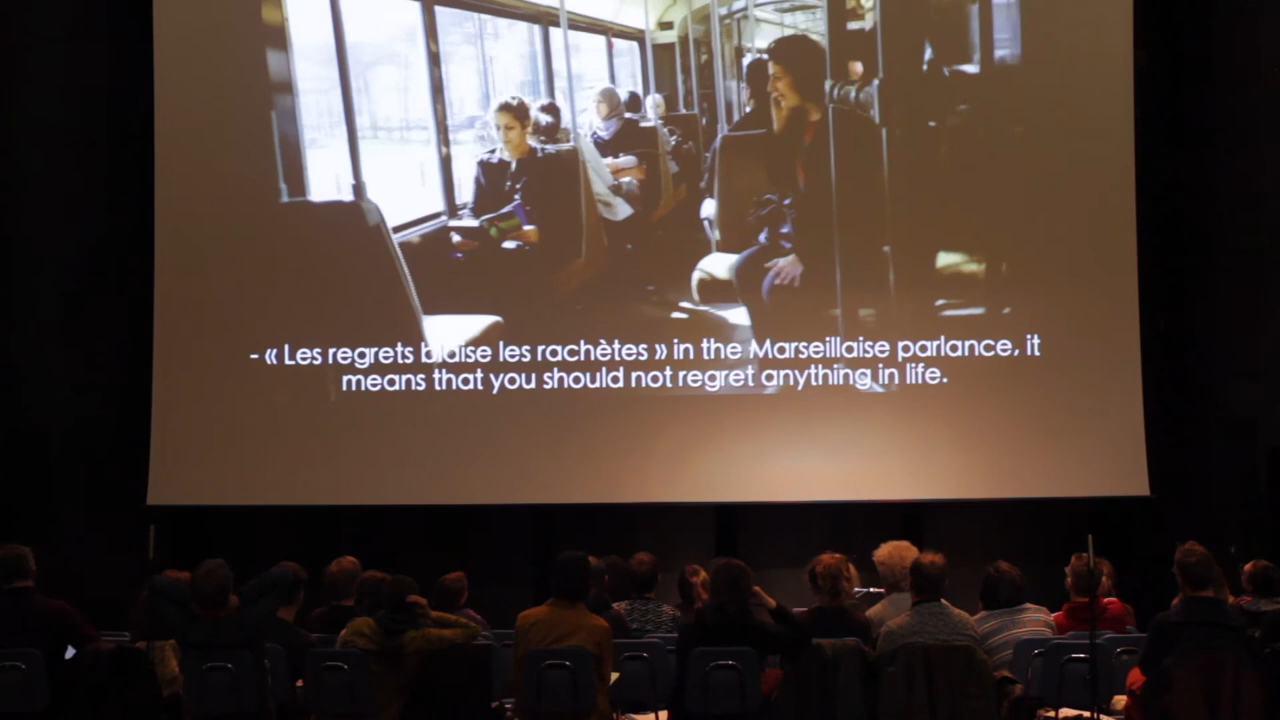 - « Les regrets blaise les rachètes » in the Marseillaise parlance, it
means that you should not regret anything in life.